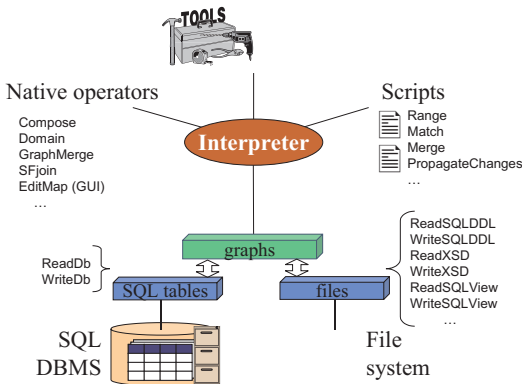 TOOLS
Native operators
Compose
Domain
GraphMerge
SFjoin
EditMap (GUI)
...
Interpreter
Scripts
Range
Match
Merge
PropagateChanges
...
graphs
ReadDb
WriteDb
SQL tables
files
ReadSQLDDL
WriteSQLDDL
ReadXSD
WriteXSD
ReadSQLView
WriteSQLView
...
SQL
DBMS
File
system